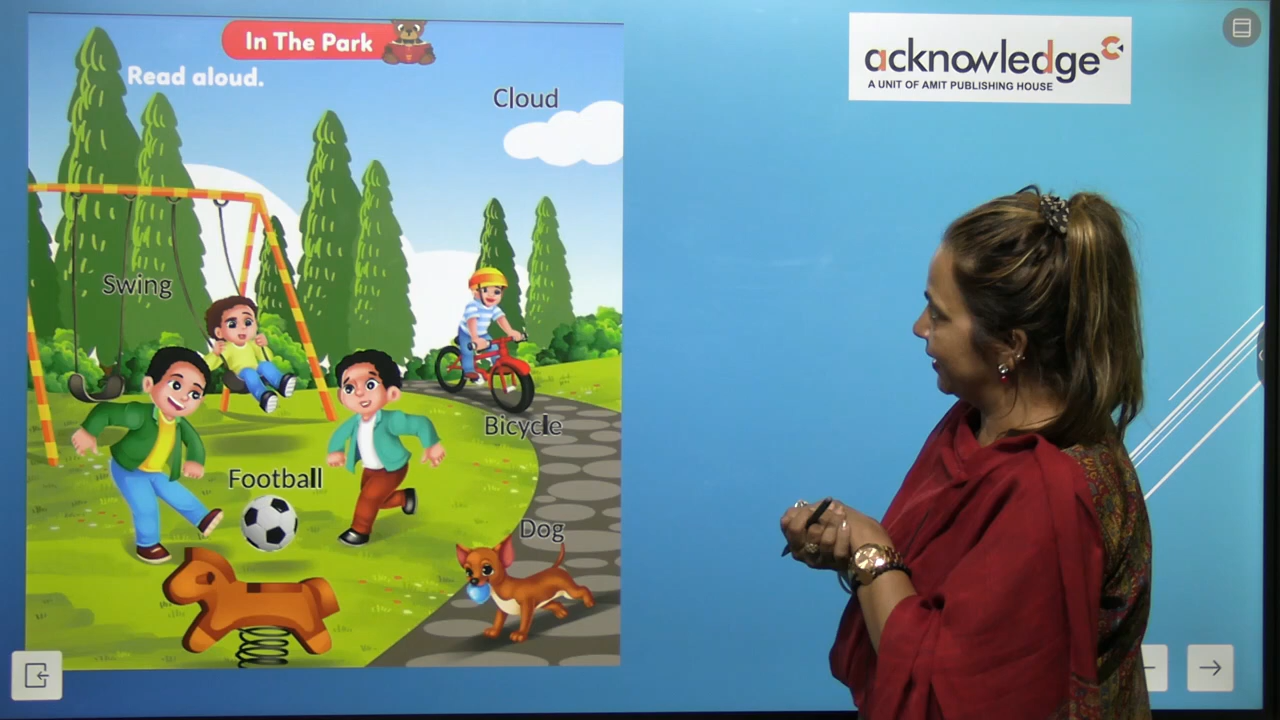 In The Park
Read aloud.
Cloud
Swing
Bicycle
Football
Dog
acknowledge
A UNIT OF AMIT PUBLISHING HOUSE